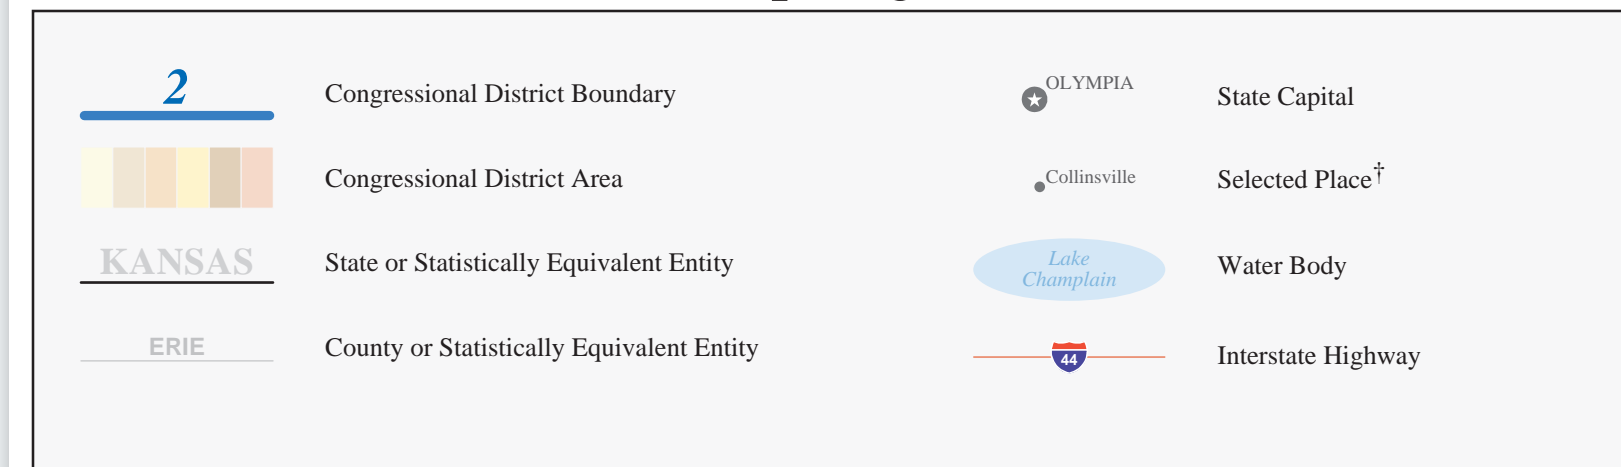 2
Congressional District Boundary
Congressional District Area
KANSAS
State or Statistically Equivalent Entity
ERIE
County or Statistically Equivalent Entity
OLYMPIA
State Capital
Collinsville
Selected Place†
Lake
Champlain
Water Body
44
Interstate Highway